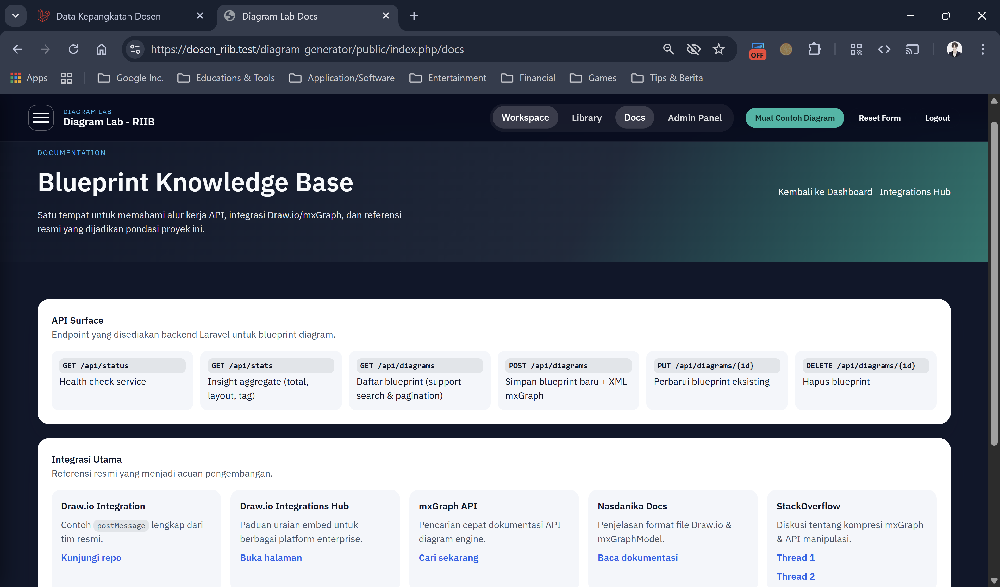 Data Kepangkatan Dosen
Diagram Lab Docs
https://dosen_riib.test/diagram-generator/public/index.php/docs
OFF
Apps
Google Inc.
Educations & Tools
Application/Software
Entertainment
Financial
Games
Tips & Berita
DIAGRAM LAB
Diagram Lab - RIIB
Workspace
Library
Docs
Admin Panel
Muat Contoh Diagram
Reset Form
Logout
DOCUMENTATION
Blueprint Knowledge Base
Satu tempat untuk memahami alur kerja API, integrasi Draw.io/mxGraph, dan referensi
resmi yang dijadikan pondasi proyek ini.
Kembali ke Dashboard
Integrations Hub
API Surface
Endpoint yang disediakan backend Laravel untuk blueprint diagram.
GET /api/status
Health check service
GET /api/stats
Insight aggregate (total,
layout, tag)
GET /api/diagrams
Daftar blueprint (support
search & pagination)
POST /api/diagrams
Simpan blueprint baru + XML
mxGraph
PUT /api/diagrams/{id}
Perbarui blueprint eksisting
DELETE /api/diagrams/{id}
Hapus blueprint
Integrasi Utama
Referensi resmi yang menjadi acuan pengembangan.
Draw.io Integration
Contoh postMessage lengkap dari
tim resmi.
Kunjungi repo
Draw.io Integrations Hub
Paduan uraian embed untuk
berbagai platform enterprise.
Buka halaman
mxGraph API
Pencarian cepat dokumentasi API
diagram engine.
Cari sekarang
Nasdanika Docs
Penjelasan format file Draw.io &
mxGraphModel.
Baca dokumentasi
StackOverflow
Diskusi tentang kompresi mxGraph
& API manipulasi.
Thread 1
Thread 2